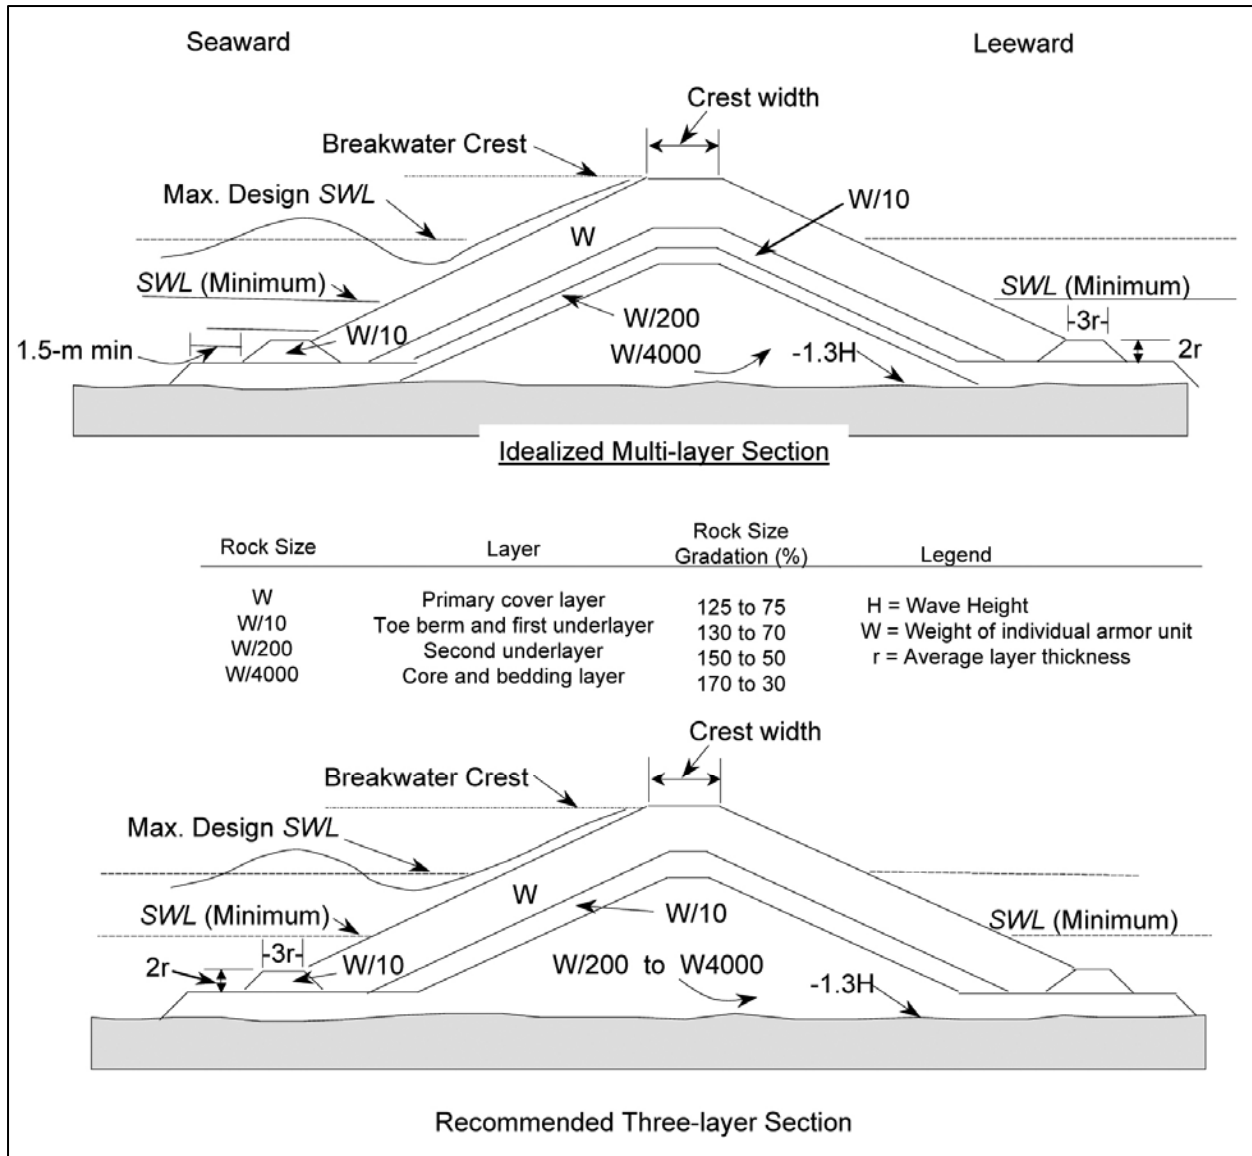 Seaward
Leeward
Crest width
Breakwater Crest
Max. Design SWL
W/10
W
SWL (Minimum)
SWL (Minimum)
-3r-
W/10
W/200
1.5-m min
2r
W/4000
-1.3H
Idealized Multi-layer Section
Rock Size Layer Rock Size Gradation (%) Legend
W Primary cover layer 125 to 75 H = Wave Height
W/10 Toe berm and first underlayer 130 to 70 W = Weight of individual armor unit
W/200 Second underlayer 150 to 50 r = Average layer thickness
W/4000 Core and bedding layer 170 to 30
Crest width
Breakwater Crest
Max. Design SWL
W
SWL (Minimum)
W/10
SWL (Minimum)
-3r-
2r
W/10
W/200 to W4000
-1.3H
Recommended Three-layer Section